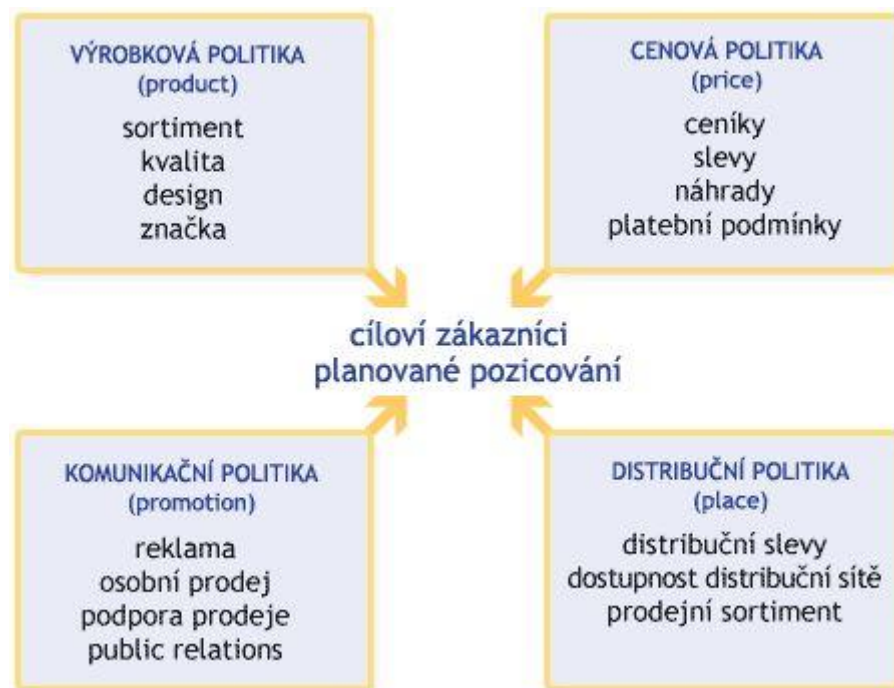 VÝROBKOVÁ POLITIKA
(product)
sortiment
kvalita
design
značka
CENOVÁ POLITIKA
(price)
ceníky
slevy
náhrady
platební podmínky
cíloví zákazníci
planované pozicování
KOMUNIKAČNÍ POLITIKA
(promotion)
reklama
osobní prodej
podpora prodeje
public relations
DISTRIBUČNÍ POLITIKA
(place)
distribuční slevy
dostupnost distribuční sítě
prodejní sortiment